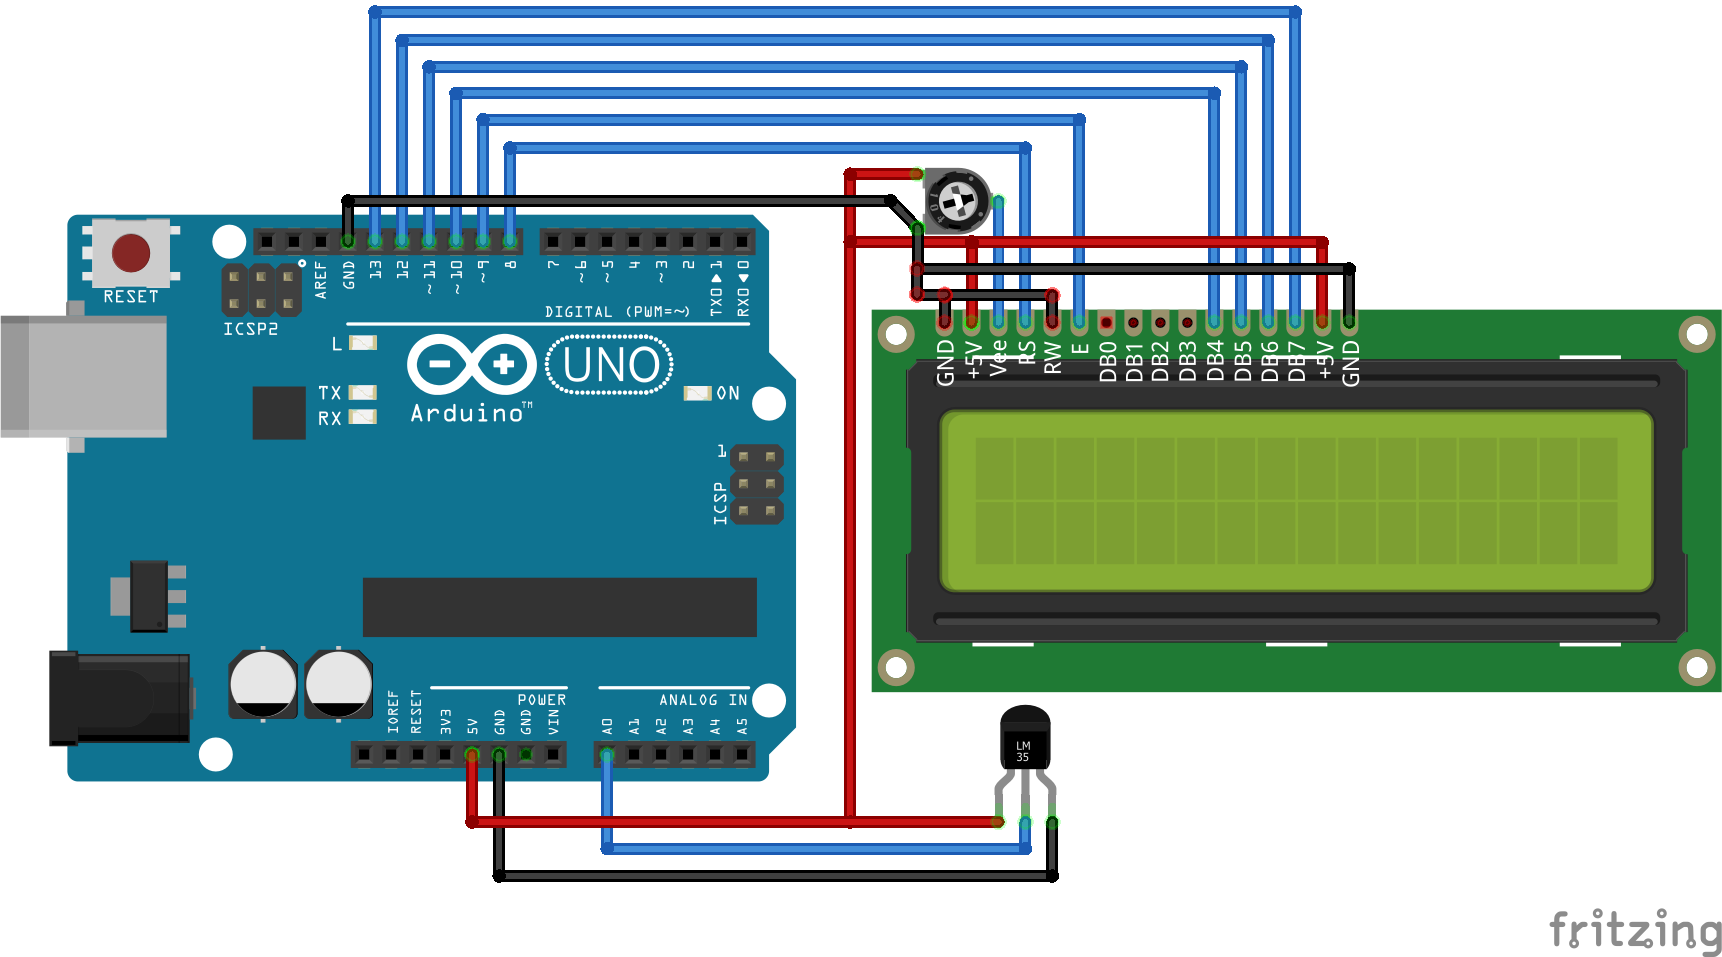 RESET
ICSP2
AREF
GND
13
12
~11
~10
~9
8
7
~6
~5
4
~3
2
TX0▶1
RX0◀0
DIGITAL (PWM=~)
L
TX
RX
UNO
Arduino™
ON
1
ICSP
POWER
ANALOG IN
IOREF
RESET
3V3
5V
GND
GND
VIN
A0
A1
A2
A3
A4
A5
GND
+5V
Vee
RS
RW
E
DB0
DB1
DB2
DB3
DB4
DB5
DB6
DB7
+5V
GND
LM
35
fritzing